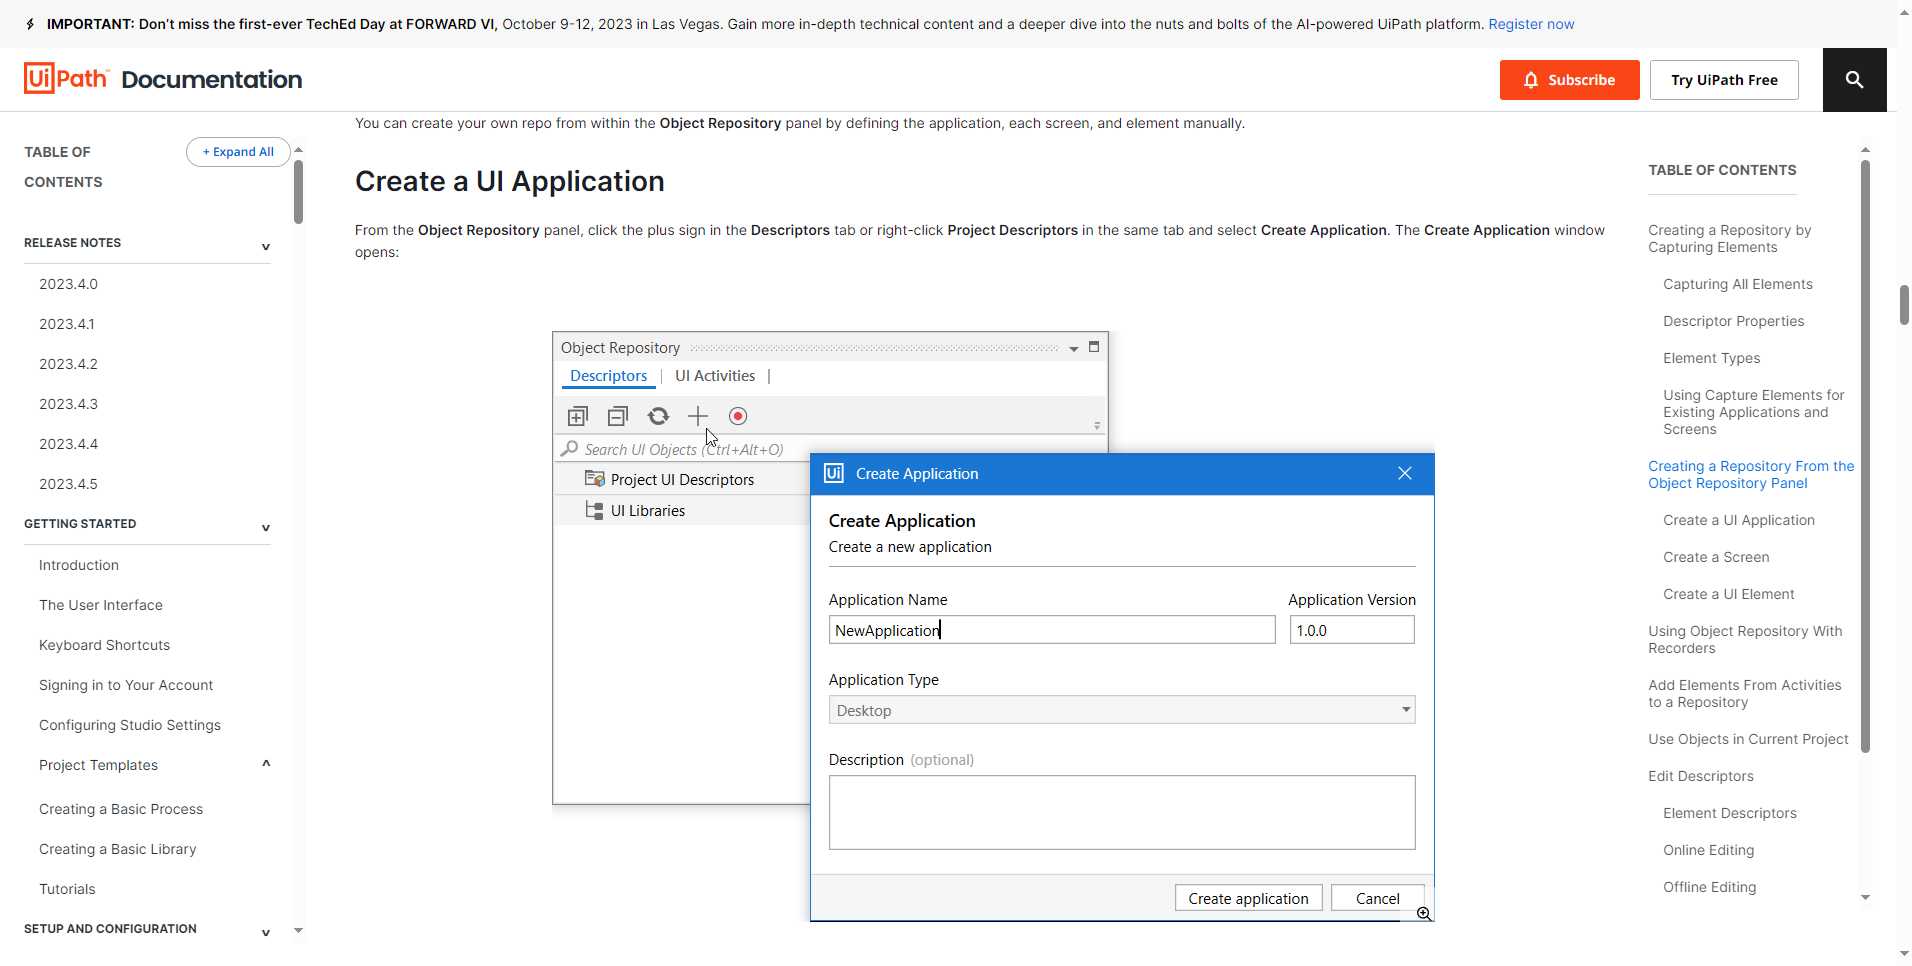 IMPORTANT: Don't miss the first-ever TechEd Day at FORWARD VI, October 9-12, 2023 in Las Vegas. Gain more in-depth technical content and a deeper dive into the nuts and bolts of the AI-powered UiPath platform. Register now
UiPath™ Documentation
Subscribe
Try UiPath Free
TABLE OF
CONTENTS
+ Expand All
RELEASE NOTES
2023.4.0
2023.4.1
2023.4.2
2023.4.3
2023.4.4
2023.4.5
GETTING STARTED
Introduction
The User Interface
Keyboard Shortcuts
Signing in to Your Account
Configuring Studio Settings
Project Templates
Creating a Basic Process
Creating a Basic Library
Tutorials
SETUP AND CONFIGURATION
You can create your own repo from within the Object Repository panel by defining the application, each screen, and element manually.
Create a UI Application
From the Object Repository panel, click the plus sign in the Descriptors tab or right-click Project Descriptors in the same tab and select Create Application. The Create Application window
opens:
Object Repository
Descriptors | UI Activities |
Search UI Objects (Ctrl+Alt+O)
Project UI Descriptors
UI Libraries
Ui Create Application
Create Application
Create a new application
Application Name
Application Version
NewApplication
1.0.0
Application Type
Desktop
Description (optional)
Create application
Cancel
TABLE OF CONTENTS
Creating a Repository by
Capturing Elements
Capturing All Elements
Descriptor Properties
Element Types
Using Capture Elements for
Existing Applications and
Screens
Creating a Repository From the
Object Repository Panel
Create a UI Application
Create a Screen
Create a UI Element
Using Object Repository With
Recorders
Add Elements From Activities
to a Repository
Use Objects in Current Project
Edit Descriptors
Element Descriptors
Online Editing
Offline Editing